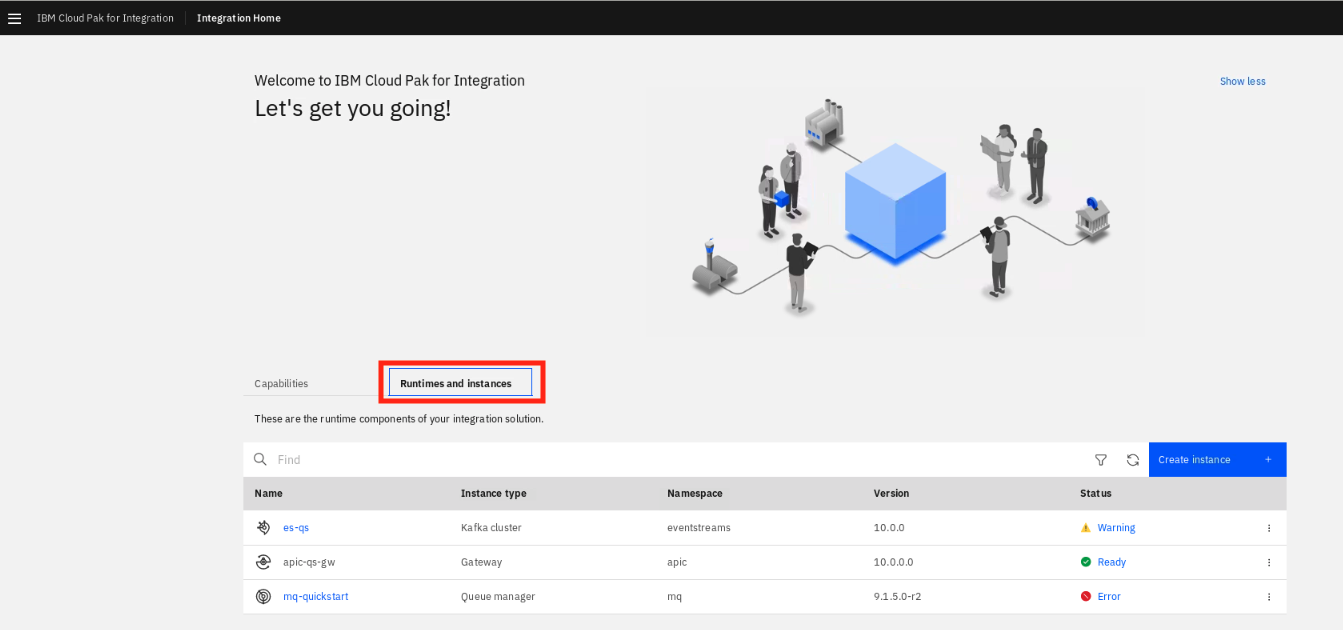 IBM Cloud Pak for Integration Integration Home
Welcome to IBM Cloud Pak for Integration
Show less
Let's get you going!
Capabilities Runtimes and instances
These are the runtime components of your integration solution.
Find
Create instance +
Name Instance type Namespace Version Status
es-qs Kafka cluster eventstreams 10.0.0 Warning
apic-qs-gw Gateway apic 10.0.0.0 Ready
mq-quickstart Queue manager mq 9.1.5.0-r2 Error